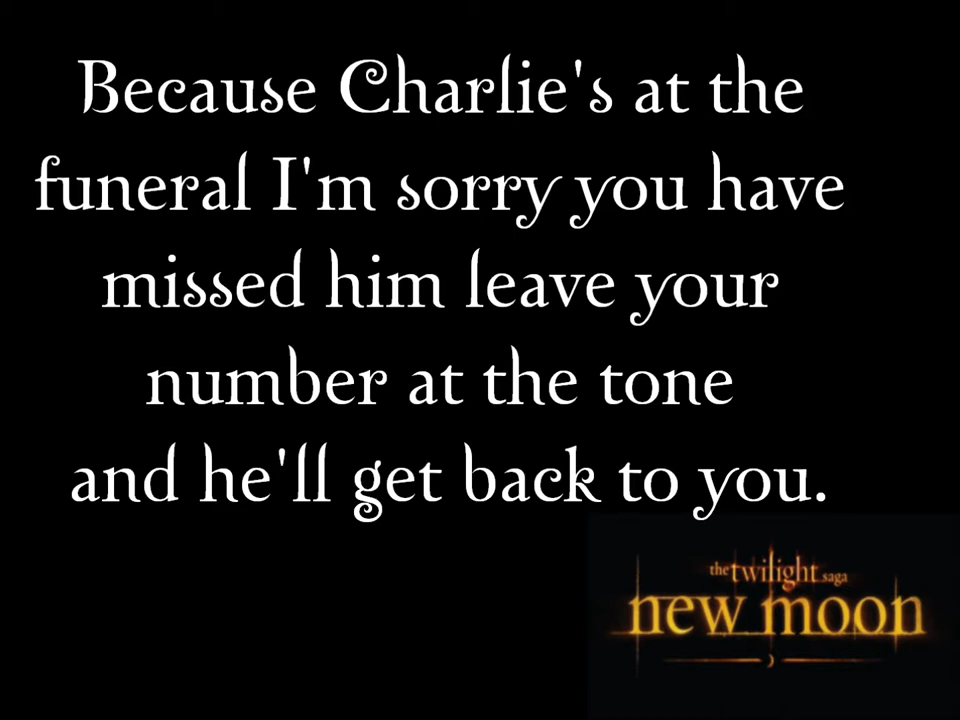 Because Charlie's at the
funeral I'm sorry you have
missed him leave your
number at the tone
and he'll get back to you.
the twilight saga
new moon